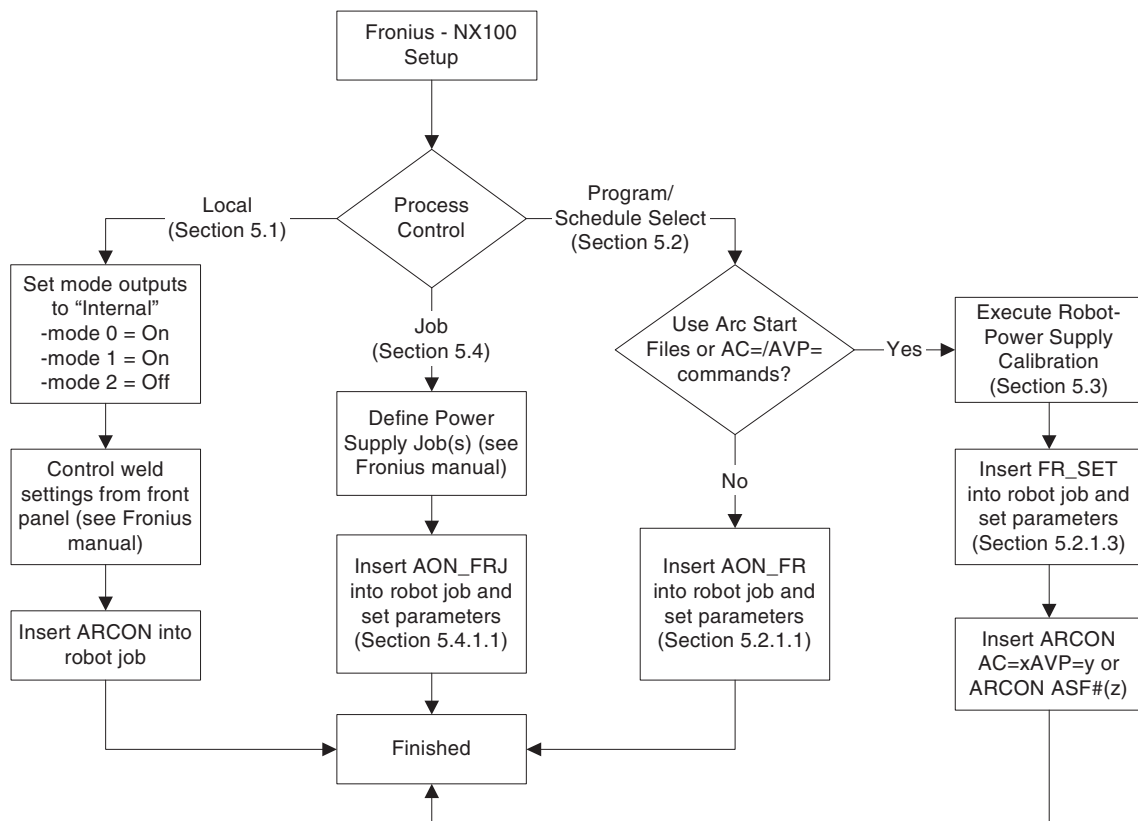 Fronius - NX100
Setup
Process
Control
Local
(Section 5.1)
Set mode outputs
to “Internal”
-mode 0 = On
-mode 1 = On
-mode 2 = Off
Control weld
settings from front
panel (see Fronius
manual)
Insert ARCON into
robot job
Job
(Section 5.4)
Define Power
Supply Job(s) (see
Fronius manual)
Insert AON_FRJ
into robot job and
set parameters
(Section 5.4.1.1)
Program/
Schedule Select
(Section 5.2)
Use Arc Start
Files or AC=/AVP=
commands?
No
Insert AON_FR
into robot job and
set parameters
(Section 5.2.1.1)
Yes
Execute Robot-
Power Supply
Calibration
(Section 5.3)
Insert FR_SET
into robot job and
set parameters
(Section 5.2.1.3)
Insert ARCON
AC=xAVP=y or
ARCON ASF#(z)
Finished